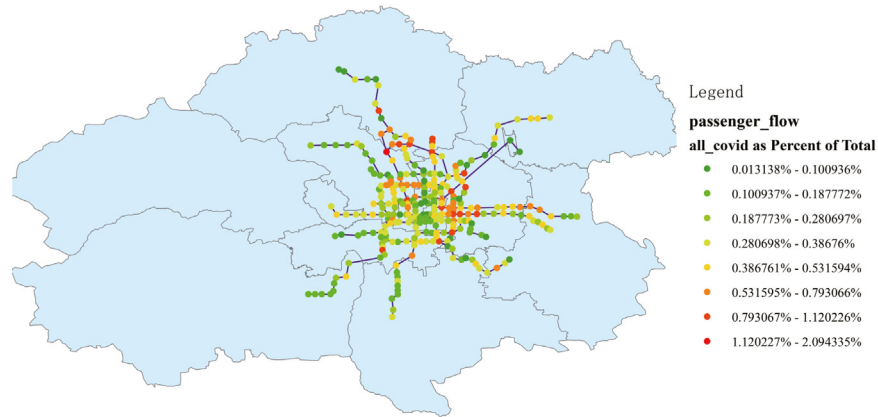 Legend
passenger_flow
all_covid as Percent of Total
0.013138% - 0.100936%
0.100937% - 0.187772%
0.187773% - 0.280697%
0.280698% - 0.38676%
0.386761% - 0.531594%
0.531595% - 0.793066%
0.793067% - 1.120226%
1.120227% - 2.094335%